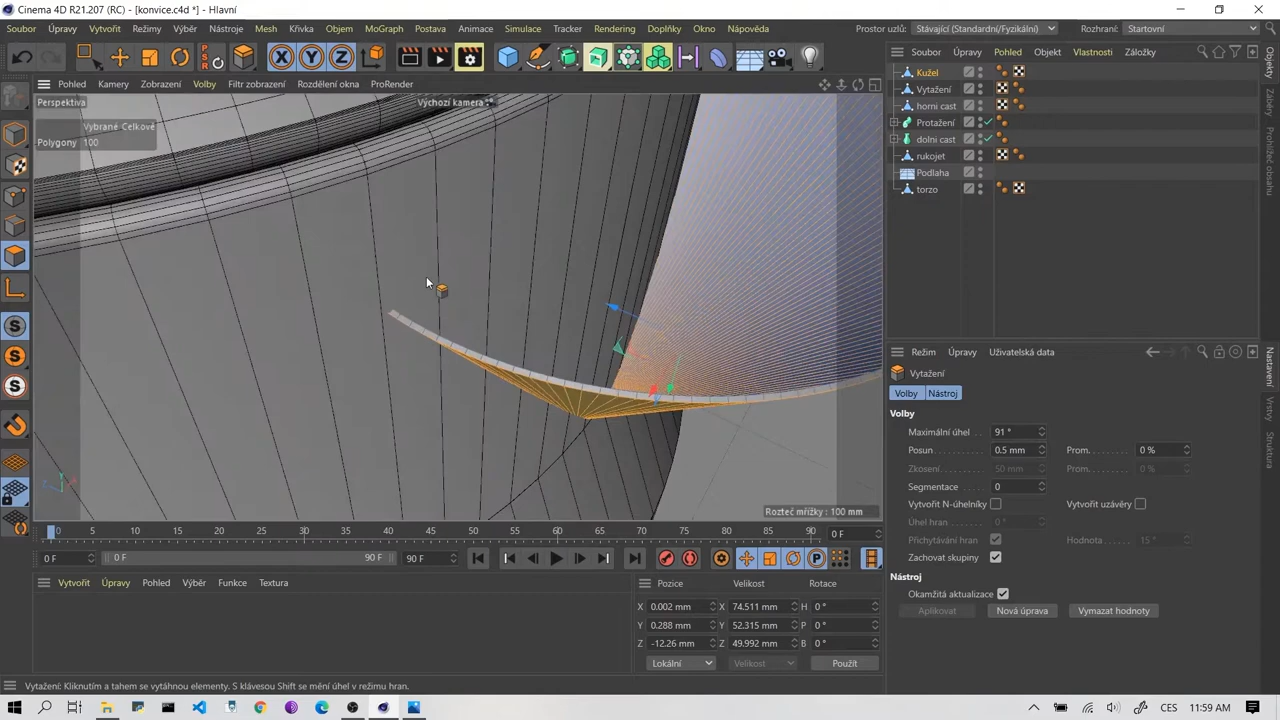 Cinema 4D R21.207 (RC) - [konvice.c4d *] - Hlavní
Soubor Úpravy Vytvořit Režimy Výběr Nástroje Mesh Křivka Objem MoGraph Postava Animace Simulace Tracker Rendering Doplňky Okno Nápověda
Prostor uzlů: Stávající (Standardní/Fyzikální) Rozhraní: Startovní
X Y Z
Pohled Kamery Zobrazení Volby Filtr zobrazení Rozdělení okna ProRender
Perspektiva
Výchozí kamera
Vybrané Celkově
Polygony 100
Rozteč mřížky : 100 mm
Soubor Úpravy Pohled Objekt Vlastnosti Záložky
Kužel
Vytažení
horni cast
Protažení
dolni cast
rukojet
Podlaha
torzo
Objekty
Záběry
Prohlížeč obsahu
Režim Úpravy Uživatelská data
Vytažení
Volby Nástroj
Volby
Maximální úhel 91 °
Posun 0.5 mm Prom. 0 %
Zkosení 50 mm Prom. 0 %
Segmentace 0
Vytvořit N-úhelníky Vytvořit uzávěry
Úhel hran 0 °
Přichytávání hran Hodnota 15 °
Zachovat skupiny
Nástroj
Okamžitá aktualizace
Aplikovat Nová úprava Vymazat hodnoty
Nastavení
Vrstvy
Struktura
0 5 10 15 20 25 30 35 40 45 50 55 60 65 70 75 80 85 90
0 F
0 F 0 F 90 F 90 F
Vytvořit Úpravy Pohled Výběr Funkce Textura
Pozice Velikost Rotace
X 0.002 mm X 74.511 mm H 0 °
Y 0.288 mm Y 52.315 mm P 0 °
Z -12.26 mm Z 49.992 mm B 0 °
Lokální Velikost Použít
Vytažení: Kliknutím a tahem se vytáhnou elementy. S klávesou Shift se mění úhel v režimu hran.
CES 11:59 AM